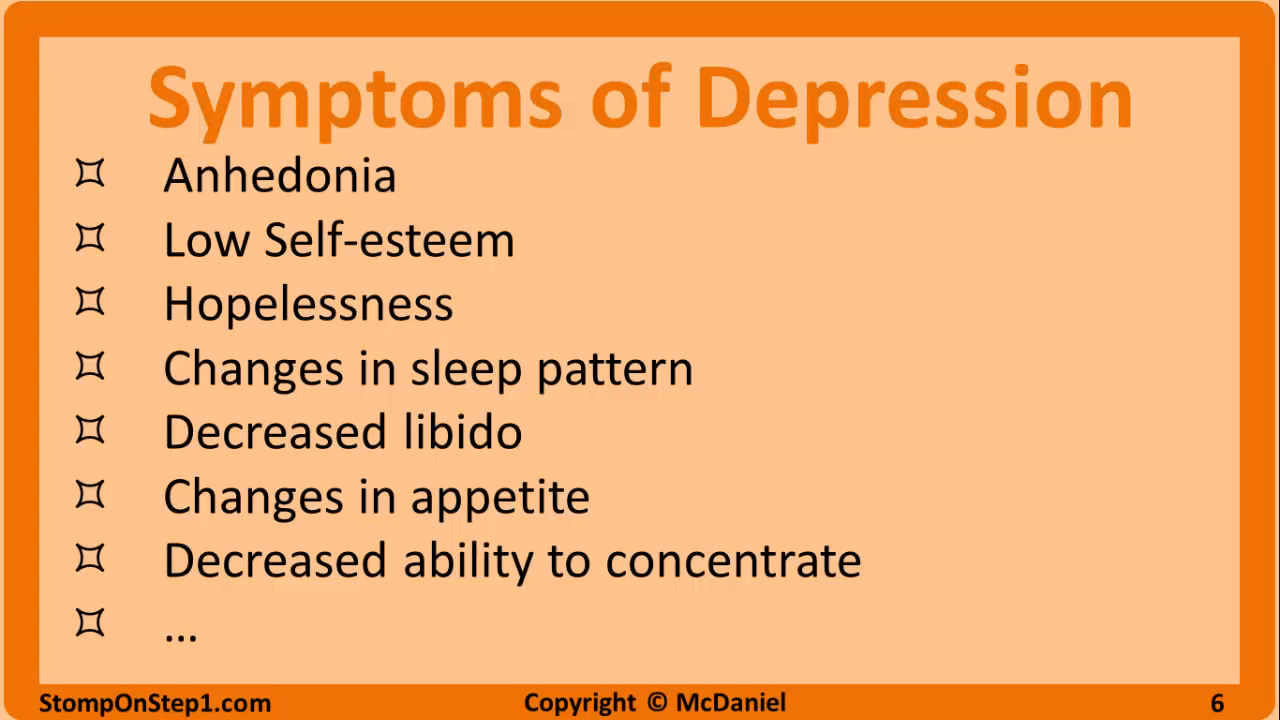 Symptoms of Depression
Anhedonia
Low Self-esteem
Hopelessness
Changes in sleep pattern
Decreased libido
Changes in appetite
Decreased ability to concentrate
...
StompOnStep1.com
Copyright © McDaniel
6